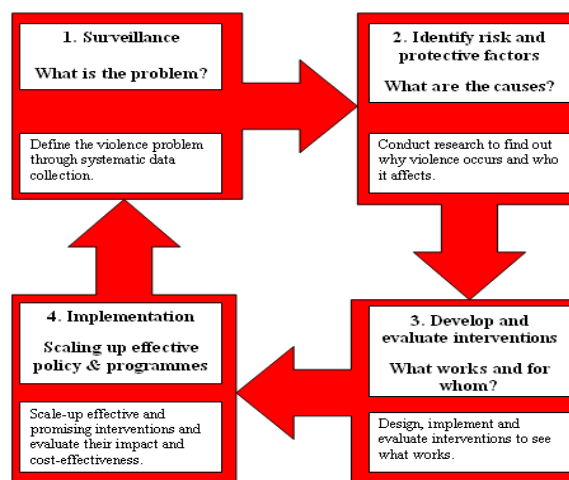 1. Surveillance
What is the problem?
Define the violence problem
through systematic data
collection.
2. Identify risk and
protective factors
What are the causes?
Conduct research to find out
why violence occurs and who
it affects.
3. Develop and
evaluate interventions
What works and for
whom?
Design, implement and
evaluate interventions to see
what works.
4. Implementation
Scaling up effective
policy & programmes
Scale-up effective and
promising interventions and
evaluate their impact and
cost-effectiveness.